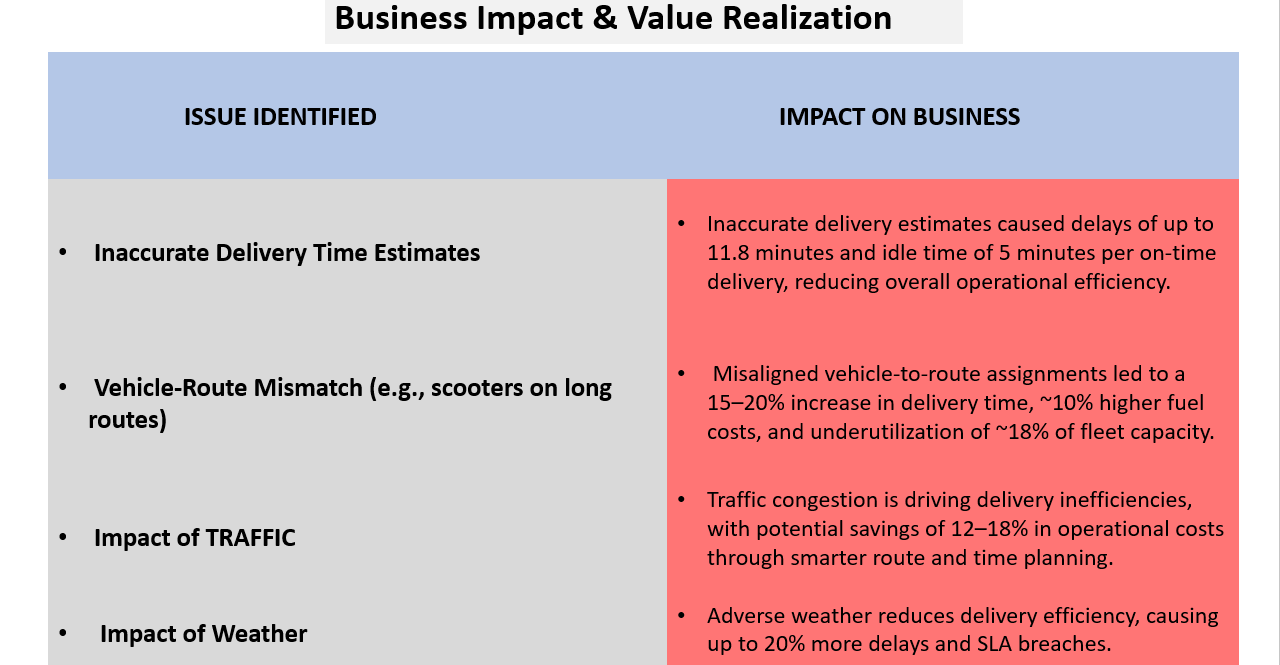 Business Impact & Value Realization
ISSUE IDENTIFIED
IMPACT ON BUSINESS
• Inaccurate Delivery Time Estimates
• Inaccurate delivery estimates caused delays of up to
11.8 minutes and idle time of 5 minutes per on-time
delivery, reducing overall operational efficiency.
• Vehicle-Route Mismatch (e.g., scooters on long
routes)
• Misaligned vehicle-to-route assignments led to a
15–20% increase in delivery time, ~10% higher fuel
costs, and underutilization of ~18% of fleet capacity.
• Impact of TRAFFIC
• Traffic congestion is driving delivery inefficiencies,
with potential savings of 12–18% in operational costs
through smarter route and time planning.
• Impact of Weather
• Adverse weather reduces delivery efficiency, causing
up to 20% more delays and SLA breaches.